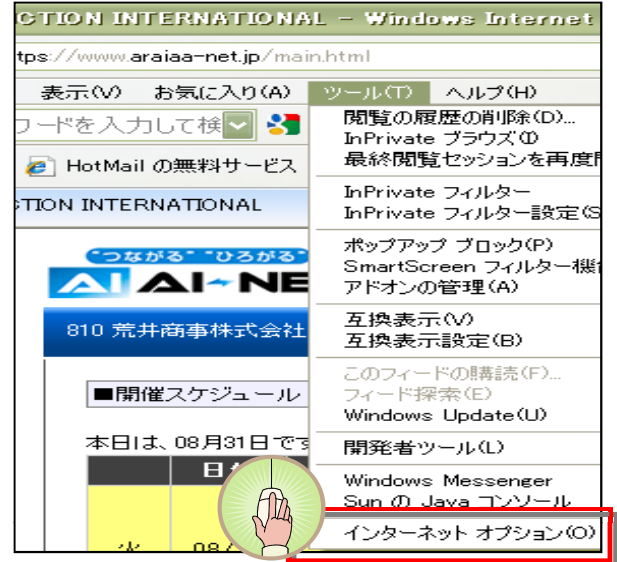 CTION INTERNATIONAL - Windows Internet
tps://www.araiaa-net.jp/main.html
表示(V) お気に入り(A) ツール(T) ヘルプ(H)
ワードを入力して検
HotMail の無料サービス
CTION INTERNATIONAL
"つながる" "ひろがる"
AI AI-NE
810 荒井商事株式会社
■開催スケジュール
本日は、08月31日です
閲覧の履歴の削除(D)...
InPrivate ブラウズ(I)
最終閲覧セッションを再度
InPrivate フィルター
InPrivate フィルター設定(S
ポップアップ ブロック(P)
SmartScreen フィルター機
アドオンの管理(A)
互換表示(V)
互換表示設定(B)
このフィードの購読(F)...
フィード探索(E)
Windows Update(U)
開発者ツール(L)
Windows Messenger
Sun の Java コンソール
インターネット オプション(O)